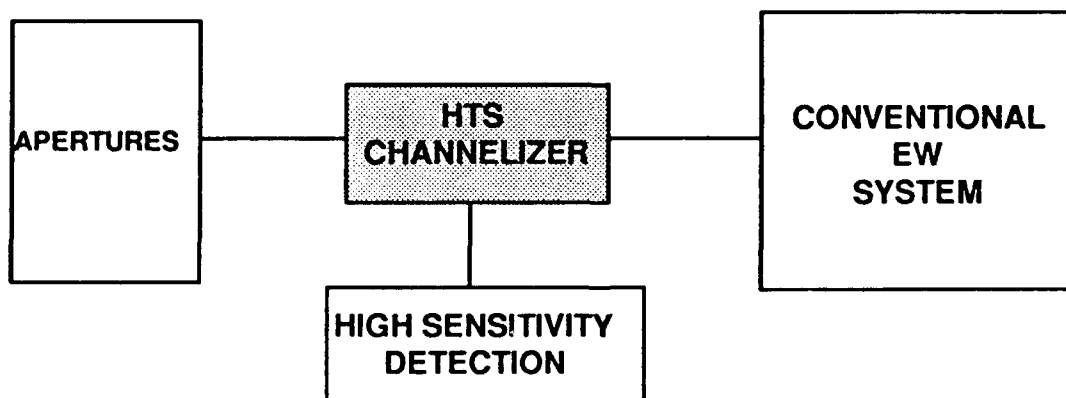 APERTURES
HTS
CHANNELIZER
CONVENTIONAL
EW
SYSTEM
HIGH SENSITIVITY
DETECTION